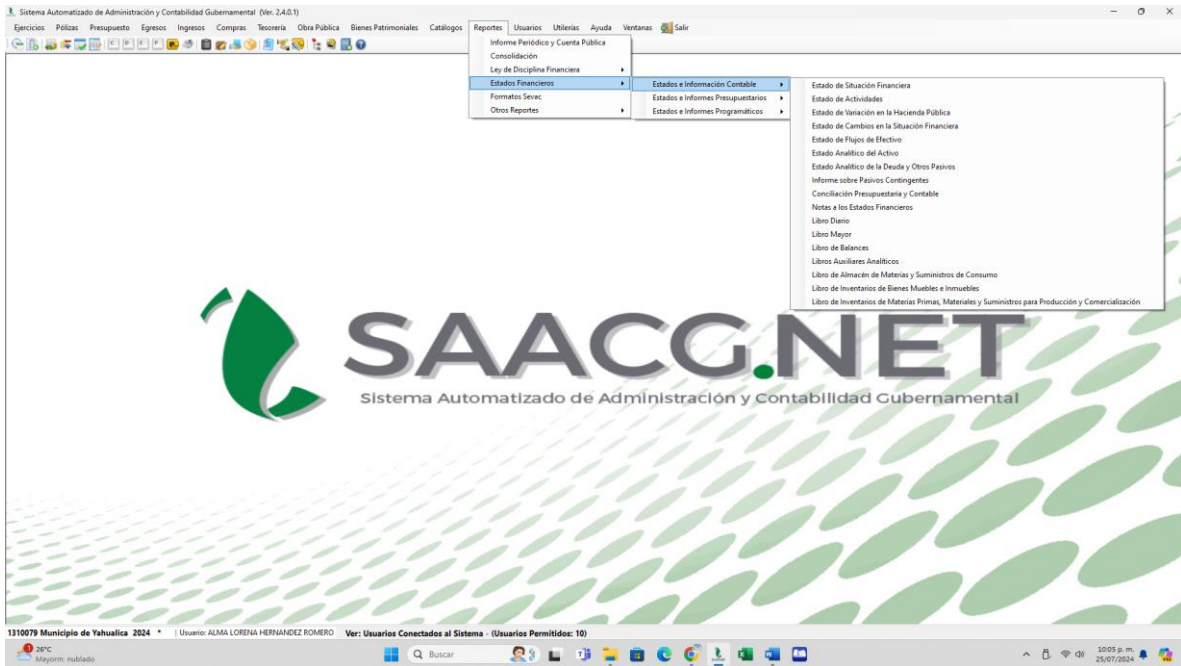 Sistema Automatizado de Administración y Contabilidad Gubernamental (Ver. 2.4.0.1)
Ejercicios Pólizas Presupuesto Egresos Ingresos Compras Tesorería Obra Pública Bienes Patrimoniales Catálogos Reportes Usuarios Utilerías Ayuda Ventanas Salir
Informe Periódico y Cuenta Pública
Consolidación
Ley de Disciplina Financiera
Estados Financieros
Formatos Sevac
Otros Reportes
Estados e Información Contable
Estados e Informes Presupuestarios
Estados e Informes Programáticos
Estado de Situación Financiera
Estado de Actividades
Estado de Variación en la Hacienda Pública
Estado de Cambios en la Situación Financiera
Estado de Flujos de Efectivo
Estado Analítico del Activo
Estado Analítico de la Deuda y Otros Pasivos
Informe sobre Pasivos Contingentes
Conciliación Presupuestaria y Contable
Notas a los Estados Financieros
Libro Diario
Libro Mayor
Libro de Balances
Libros Auxiliares Analíticos
Libro de Almacén de Materias y Suministros de Consumo
Libro de Inventarios de Bienes Muebles e Inmuebles
Libro de Inventarios de Materias Primas, Materiales y Suministros para Producción y Comercialización
SAACG.NET
Sistema Automatizado de Administración y Contabilidad Gubernamental
1310079 Municipio de Yahualica 2024 * | Usuario: ALMA LORENA HERNANDEZ ROMERO Ver: Usuarios Conectados al Sistema - (Usuarios Permitidos: 10)
26°C
Mayorm. nublado
Buscar
10:05 p. m.
25/07/2024